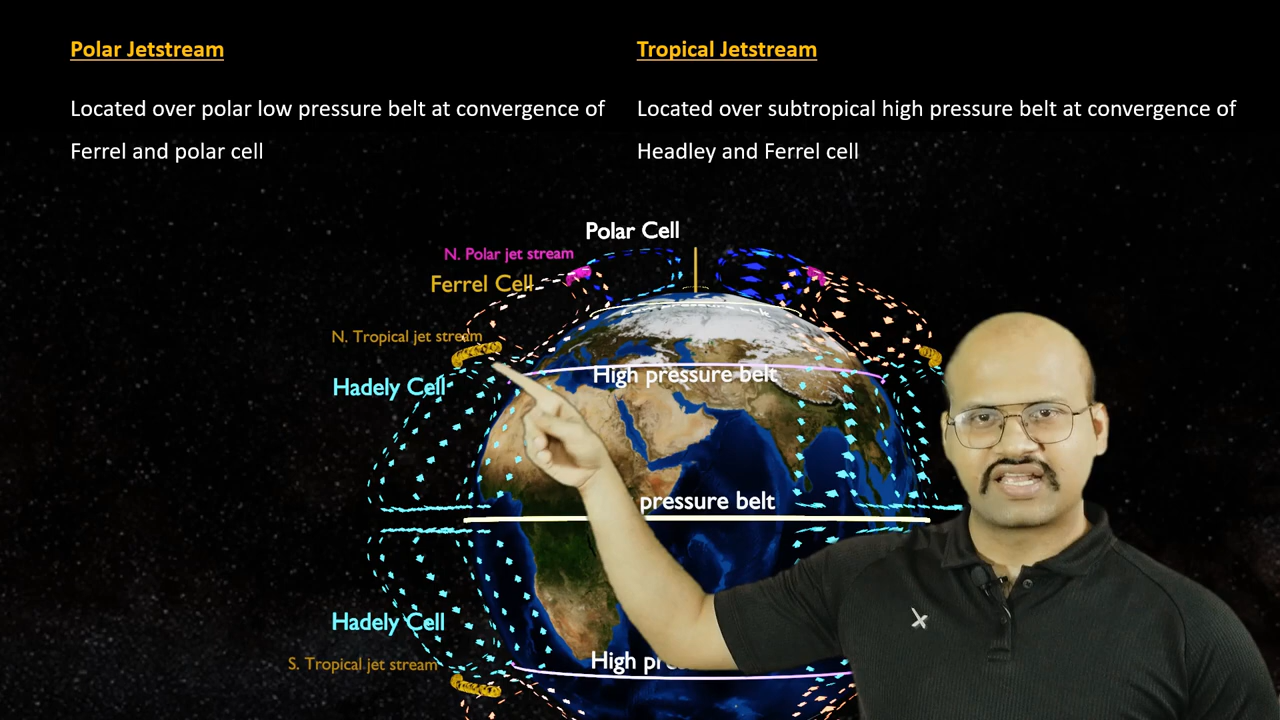 Polar Jetstream
Located over polar low pressure belt at convergence of
Ferrel and polar cell
Tropical Jetstream
Located over subtropical high pressure belt at convergence of
Headley and Ferrel cell
Polar Cell
N. Polar jet stream
Ferrel Cell
N. Tropical jet stream
Hadely Cell
High pressure belt
pressure belt
Hadely Cell
S. Tropical jet stream
High pre